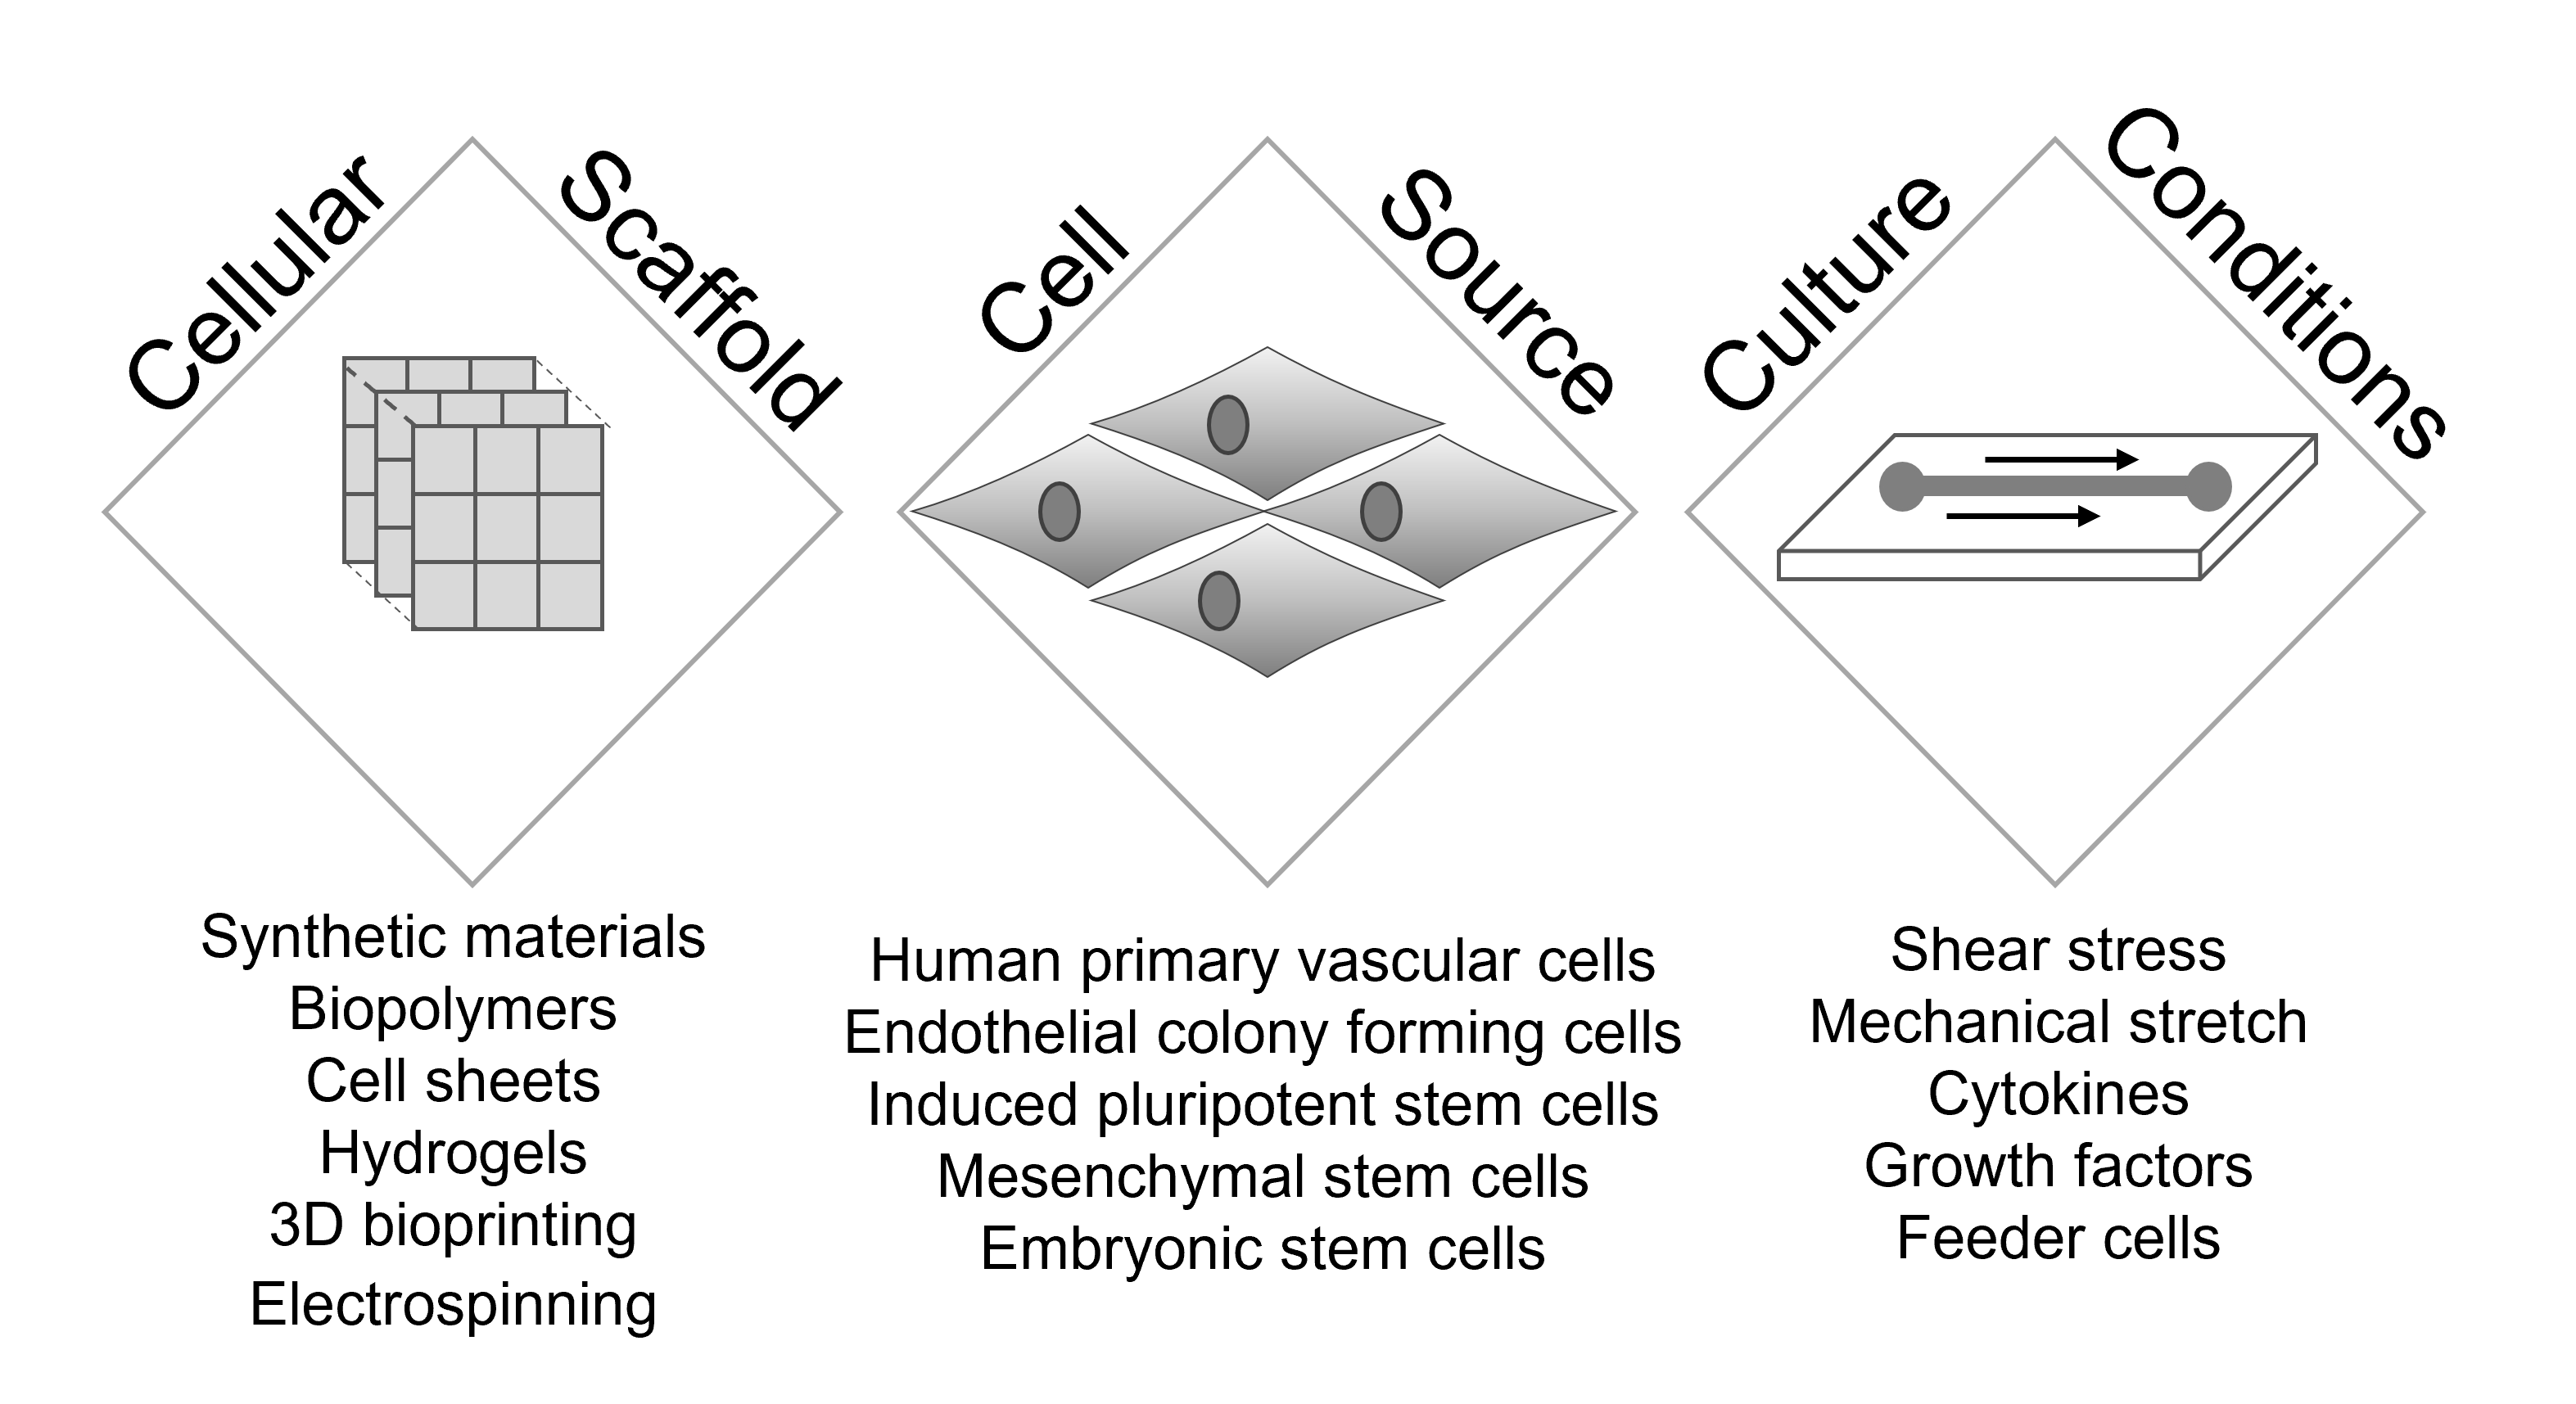 Cellular Scaffold
Synthetic materials
Biopolymers
Cell sheets
Hydrogels
3D bioprinting
Electrospinning
Cell Source
Human primary vascular cells
Endothelial colony forming cells
Induced pluripotent stem cells
Mesenchymal stem cells
Embryonic stem cells
Culture Conditions
Shear stress
Mechanical stretch
Cytokines
Growth factors
Feeder cells